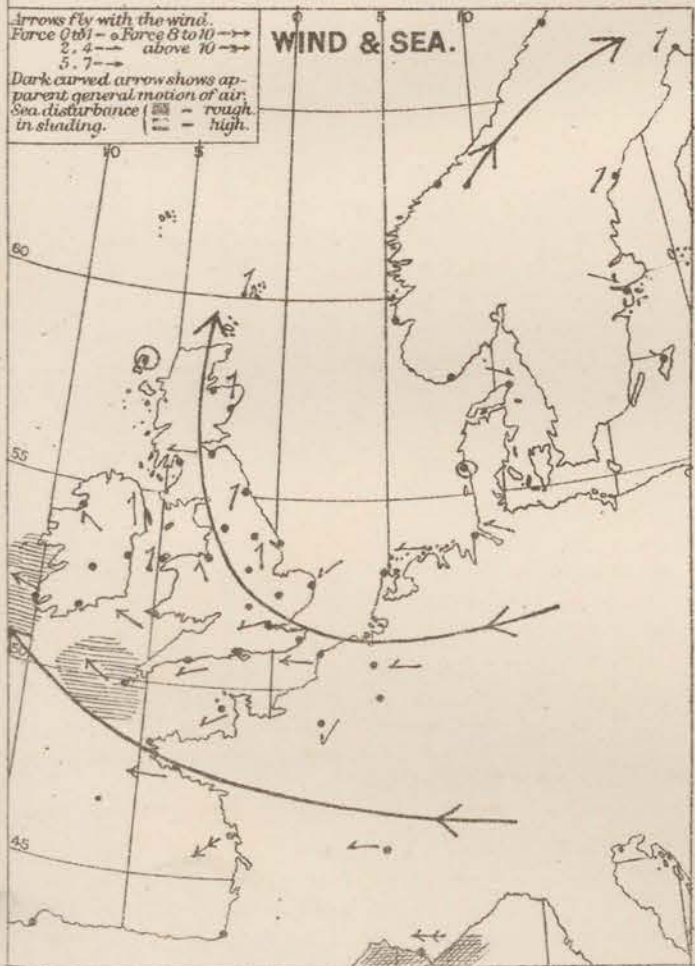 Arrows fly with the wind.
Force 0 to 1 – Force 8 to 10
2. 4 – above 10
5. 7 –
Dark curved arrow shows ap-
parent general motion of air.
Sea disturbance – rough.
in shading. – high.
WIND & SEA.
0 5 10
10 5
60
55
50
45